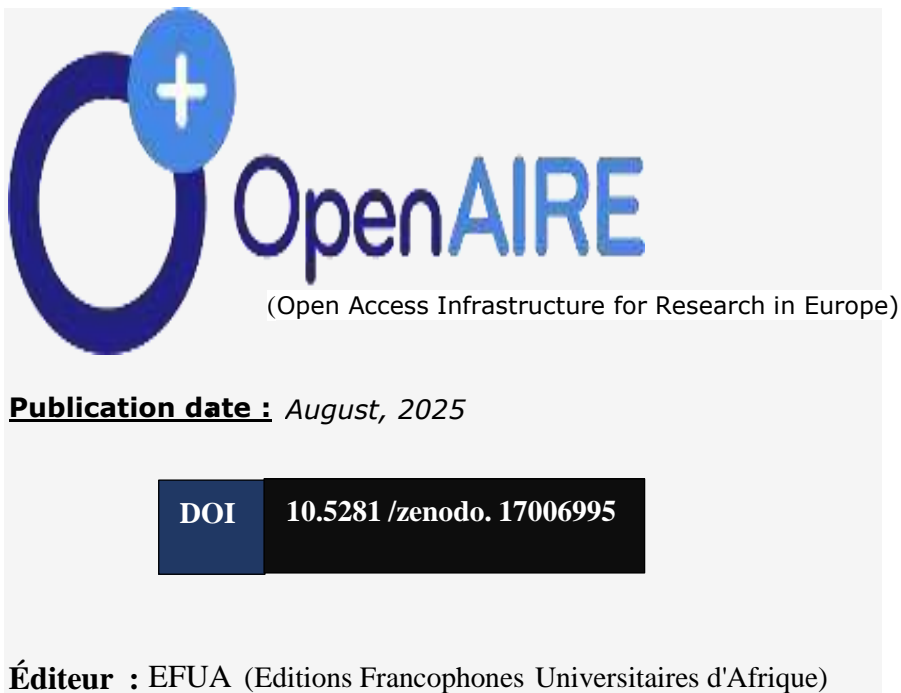 OpenAIRE
(Open Access Infrastructure for Research in Europe)
Publication date : August, 2025
DOI 10.5281 /zenodo. 17006995
Éditeur : EFUA (Editions Francophones Universitaires d'Afrique)